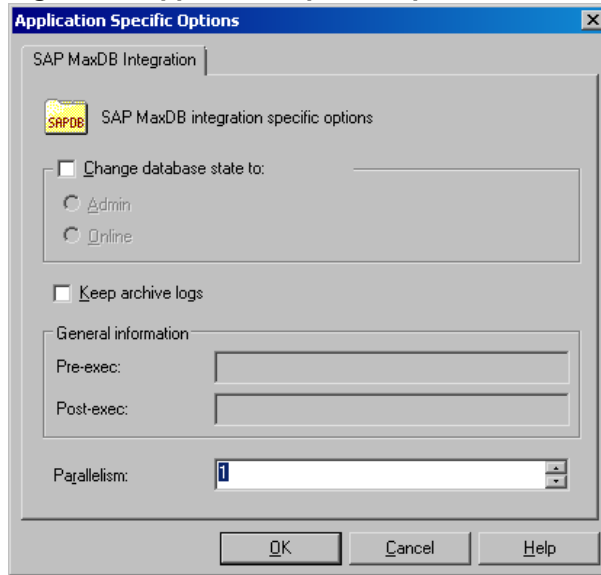 Application Specific Options
SAP MaxDB Integration
SAPDB
SAP MaxDB integration specific options
Change database state to:
Admin
Online
Keep archive logs
General information
Pre-exec:
Post-exec:
Parallelism:
1
OK
Cancel
Help